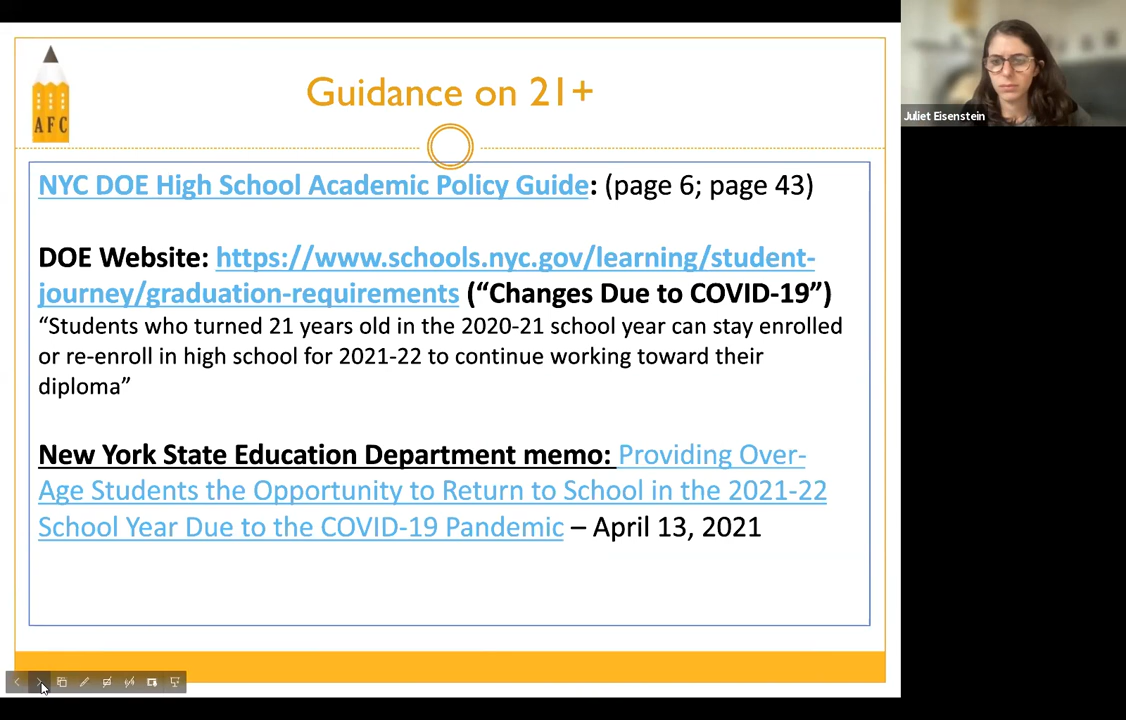 Guidance on 21+
AFC
Juliet Eisenstein
NYC DOE High School Academic Policy Guide: (page 6; page 43)
DOE Website: https://www.schools.nyc.gov/learning/student-
journey/graduation-requirements (“Changes Due to COVID-19”)
“Students who turned 21 years old in the 2020-21 school year can stay enrolled
or re-enroll in high school for 2021-22 to continue working toward their
diploma”
New York State Education Department memo: Providing Over-
Age Students the Opportunity to Return to School in the 2021-22
School Year Due to the COVID-19 Pandemic – April 13, 2021